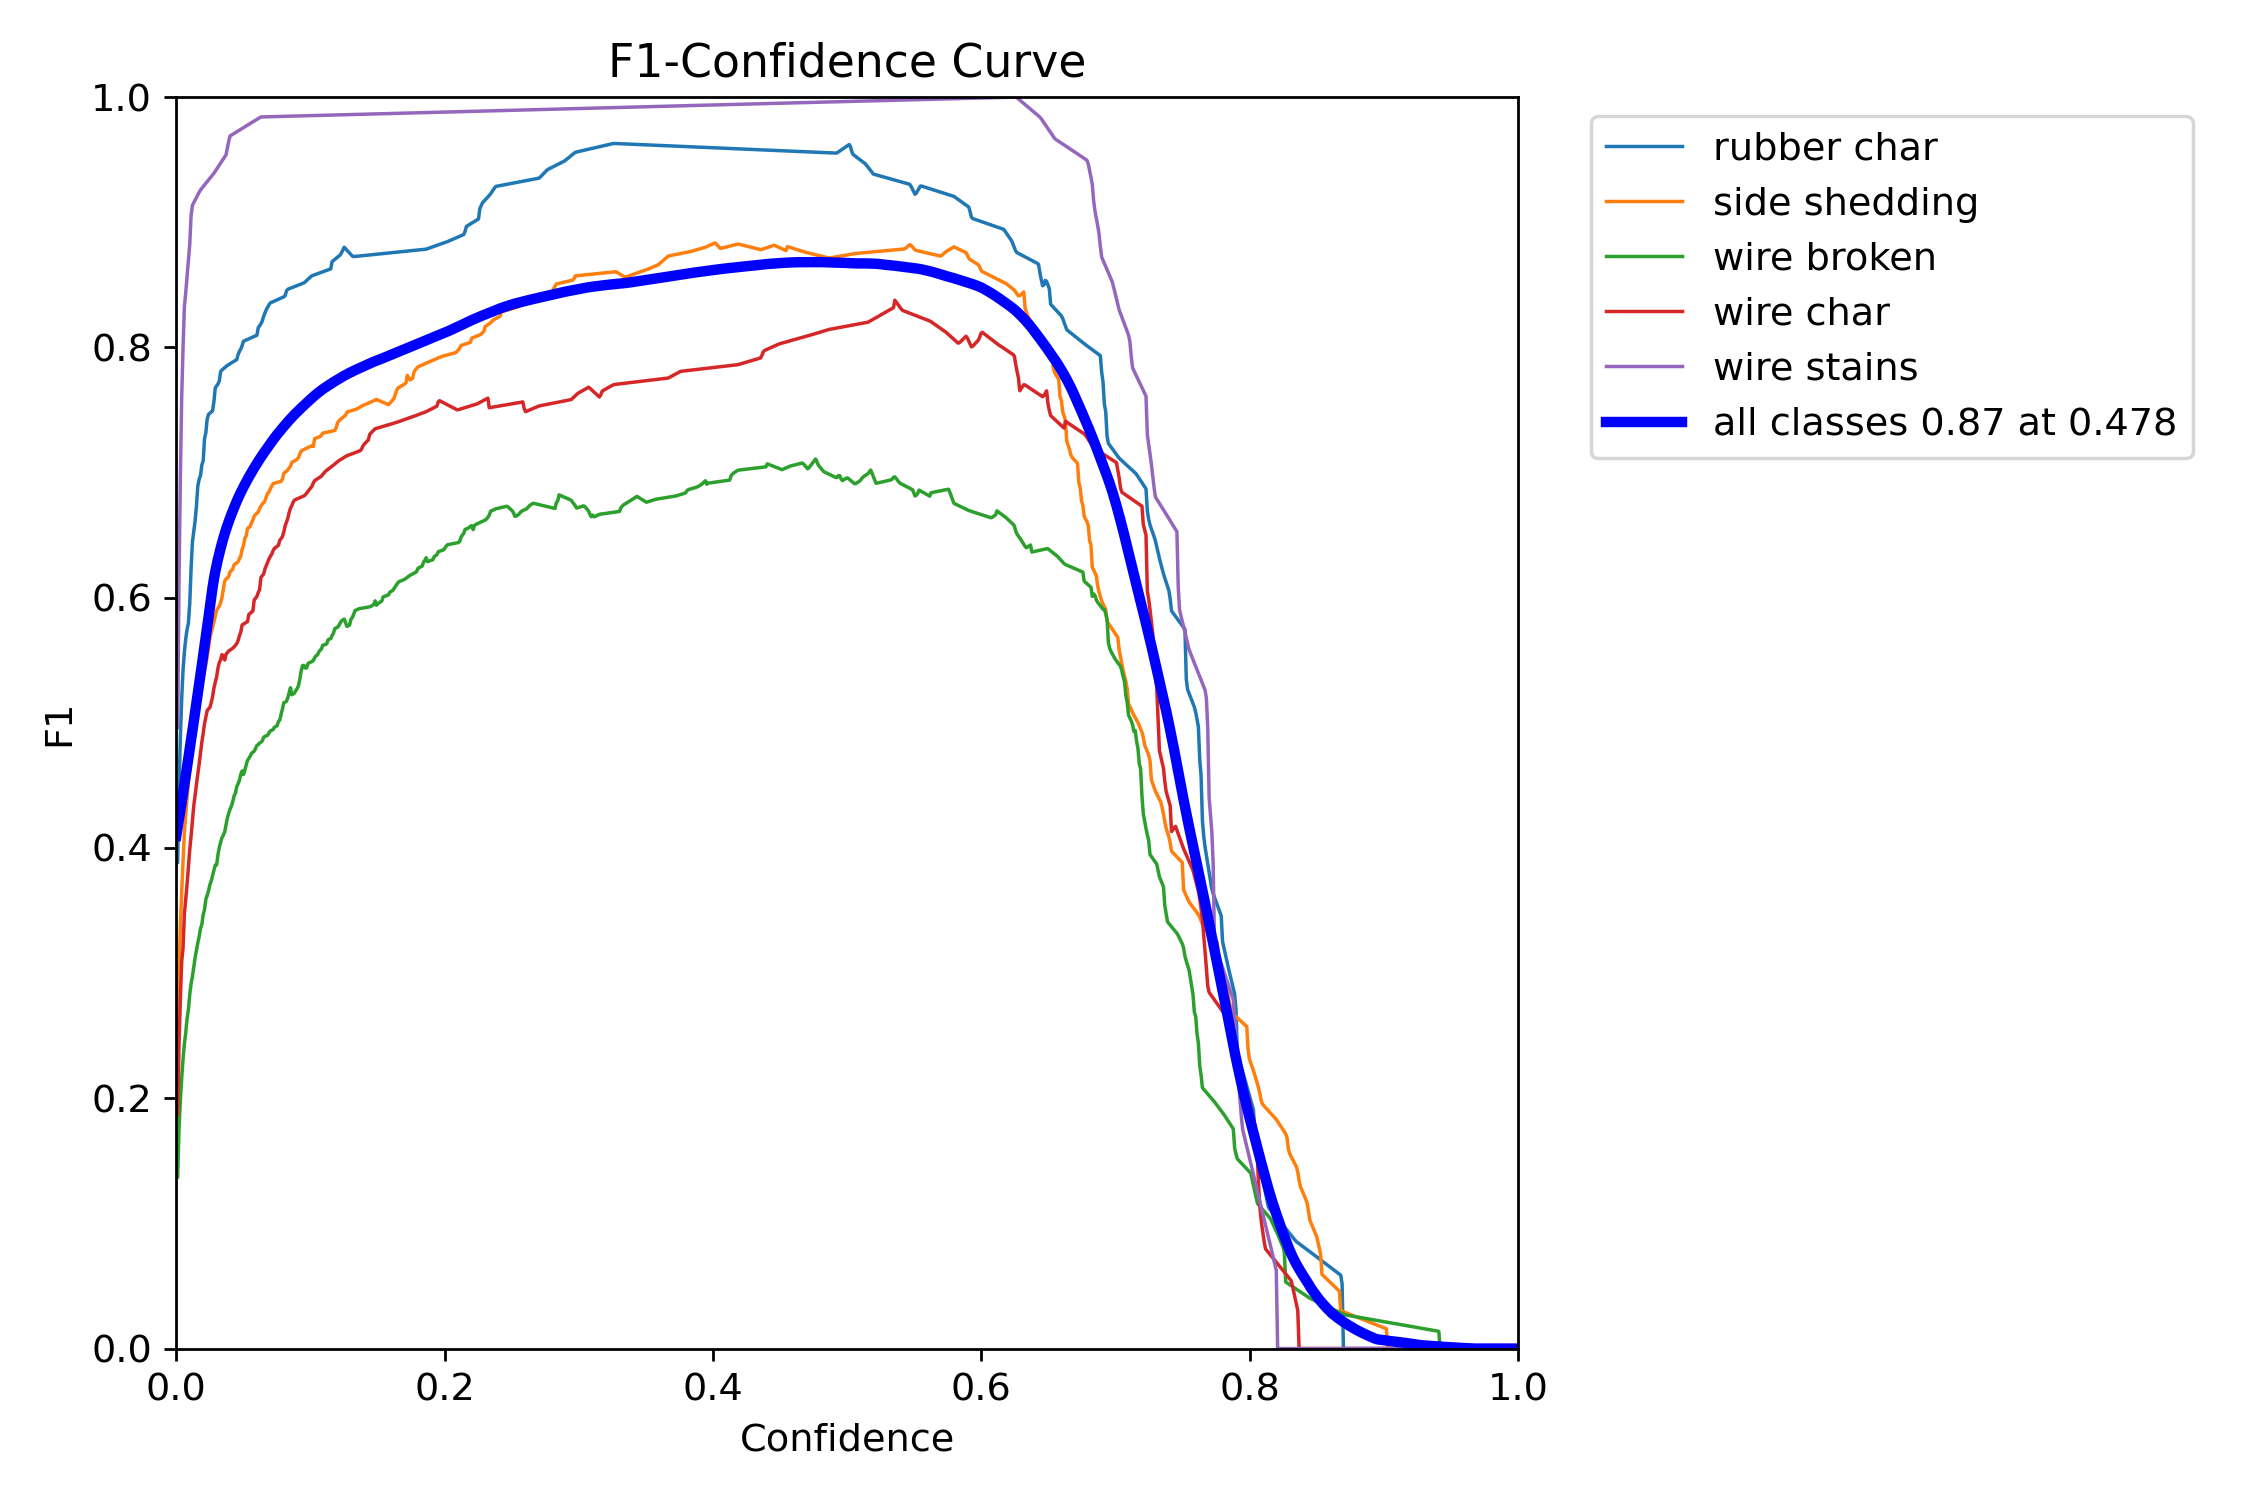 F1-Confidence Curve
1.0
0.8
0.6
0.4
0.2
0.0
F1
0.0 0.2 0.4 0.6 0.8 1.0
Confidence
rubber char
side shedding
wire broken
wire char
wire stains
all classes 0.87 at 0.478